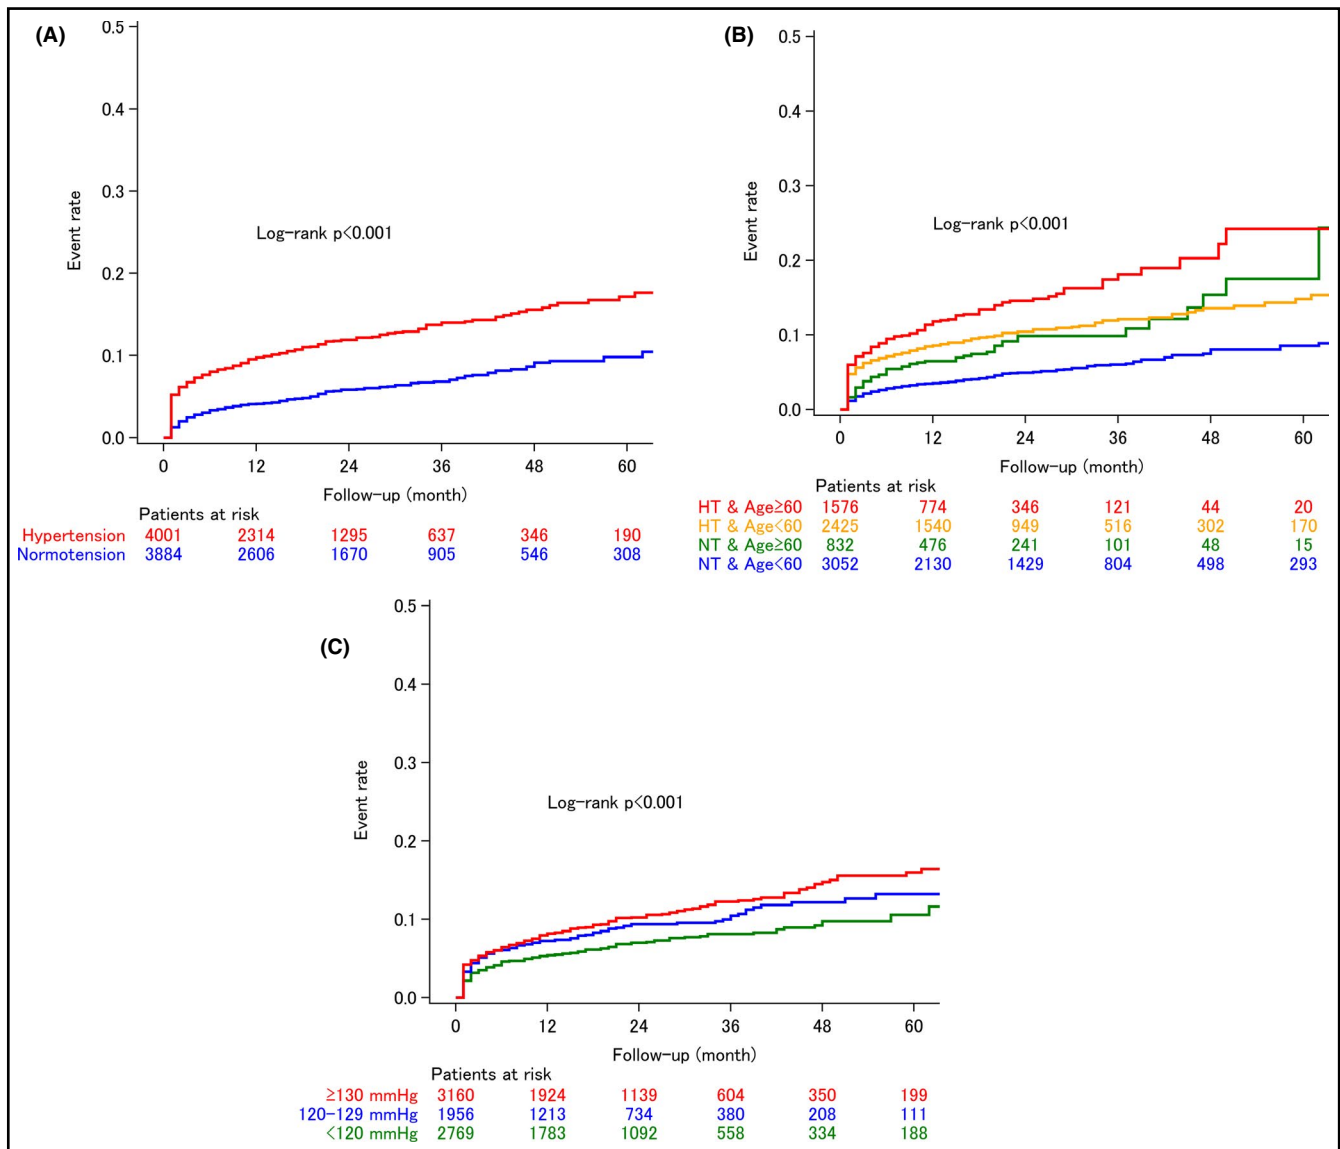 (A)
0.5
0.4
0.3
0.2
0.1
0.0
Event rate
Log-rank p<0.001
0 12 24 36 48 60
Follow-up (month)
Patients at risk
Hypertension 4001 2314 1295 637 346 190
Normotension 3884 2606 1670 905 546 308
(B)
0.5
0.4
0.3
0.2
0.1
0.0
Event rate
Log-rank p<0.001
0 12 24 36 48 60
Follow-up (month)
Patients at risk
HT & Age≥60 1576 774 346 121 44 20
HT & Age<60 2425 1540 949 516 302 170
NT & Age≥60 832 476 241 101 48 15
NT & Age<60 3052 2130 1429 804 498 293
(C)
0.5
0.4
0.3
0.2
0.1
0.0
Event rate
Log-rank p<0.001
0 12 24 36 48 60
Follow-up (month)
Patients at risk
≥130 mmHg 3160 1924 1139 604 350 199
120-129 mmHg 1956 1213 734 380 208 111
<120 mmHg 2769 1783 1092 558 334 188